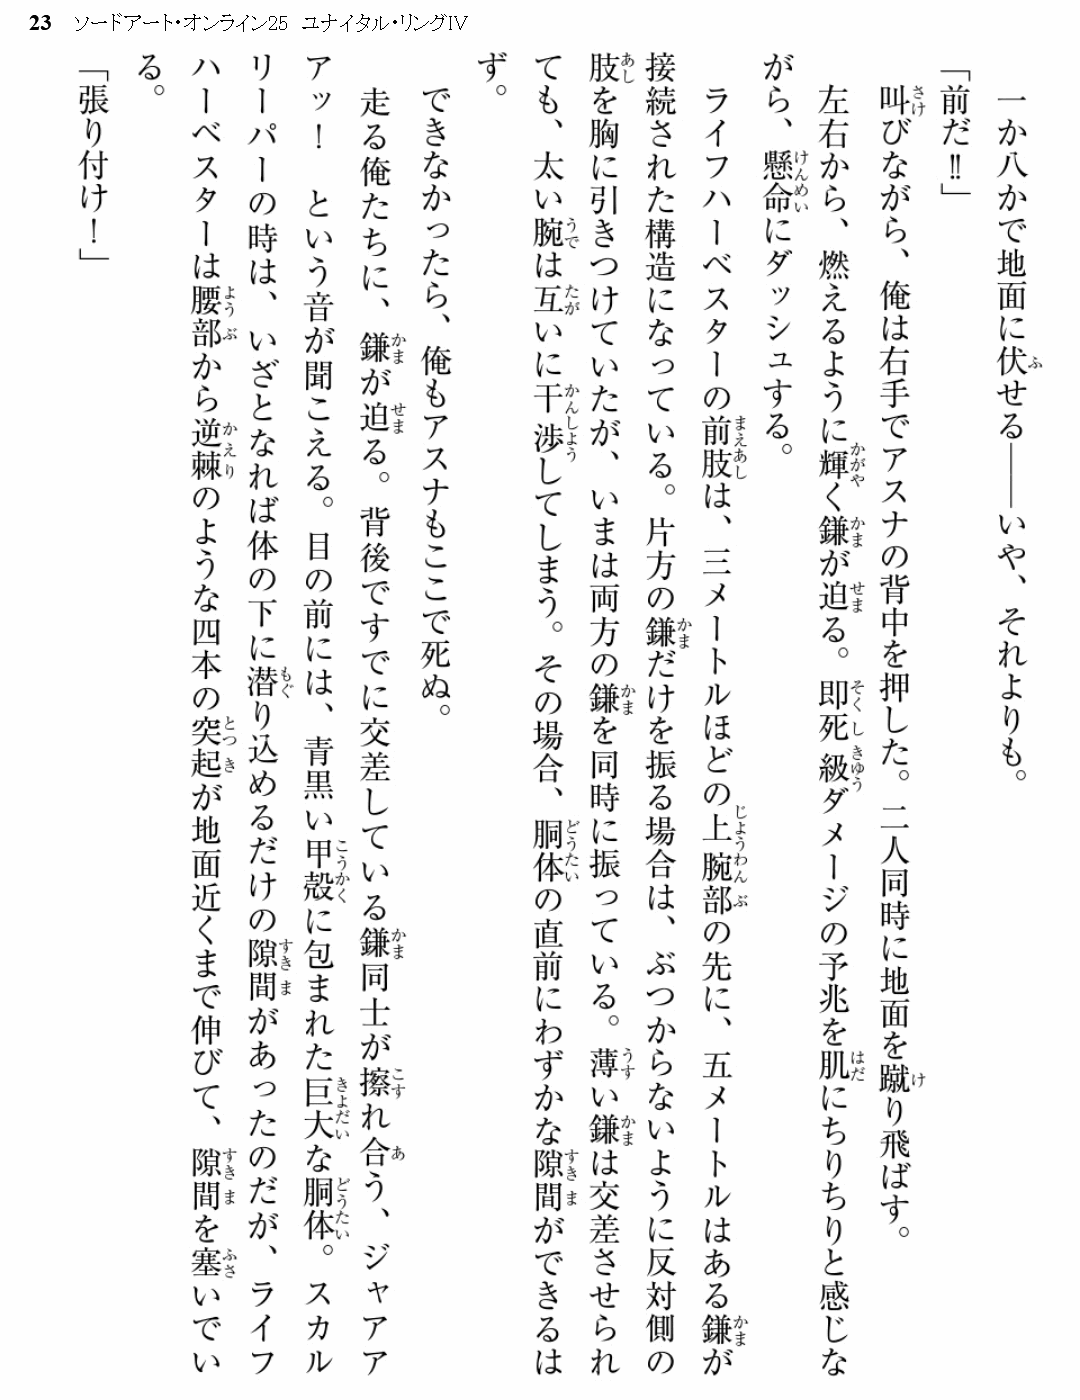 23 ソードアート・オンライン25 ユナイタル・リングⅣ
一か八かで地面に伏せる――いや、それよりも。
「前だ‼」
叫びながら、俺は右手でアスナの背中を押した。二人同時に地面を蹴り飛ばす。
左右から、燃えるように輝く鎌が迫る。即死級ダメージの予兆を肌にちりちりと感じな
がら、懸命にダッシュする。
ライフハーベスターの前肢は、三メートルほどの上腕部の先に、五メートルはある鎌が
接続された構造になっている。片方の鎌だけを振る場合は、ぶつからないように反対側の
肢を胸に引きつけていたが、いまは両方の鎌を同時に振っている。薄い鎌は交差させられ
ても、太い腕は互いに干渉してしまう。その場合、胴体の直前にわずかな隙間ができるは
ず。
できなかったら、俺もアスナもここで死ぬ。
走る俺たちに、鎌が迫る。背後ですでに交差している鎌同士が擦れ合う、ジャアア
アッ！ という音が聞こえる。目の前には、青黒い甲殻に包まれた巨大な胴体。スカル
リーパーの時は、いざとなれば体の下に潜り込めるだけの隙間があったのだが、ライフ
ハーベスターは腰部から逆棘のような四本の突起が地面近くまで伸びて、隙間を塞いでい
る。
「張り付け！」